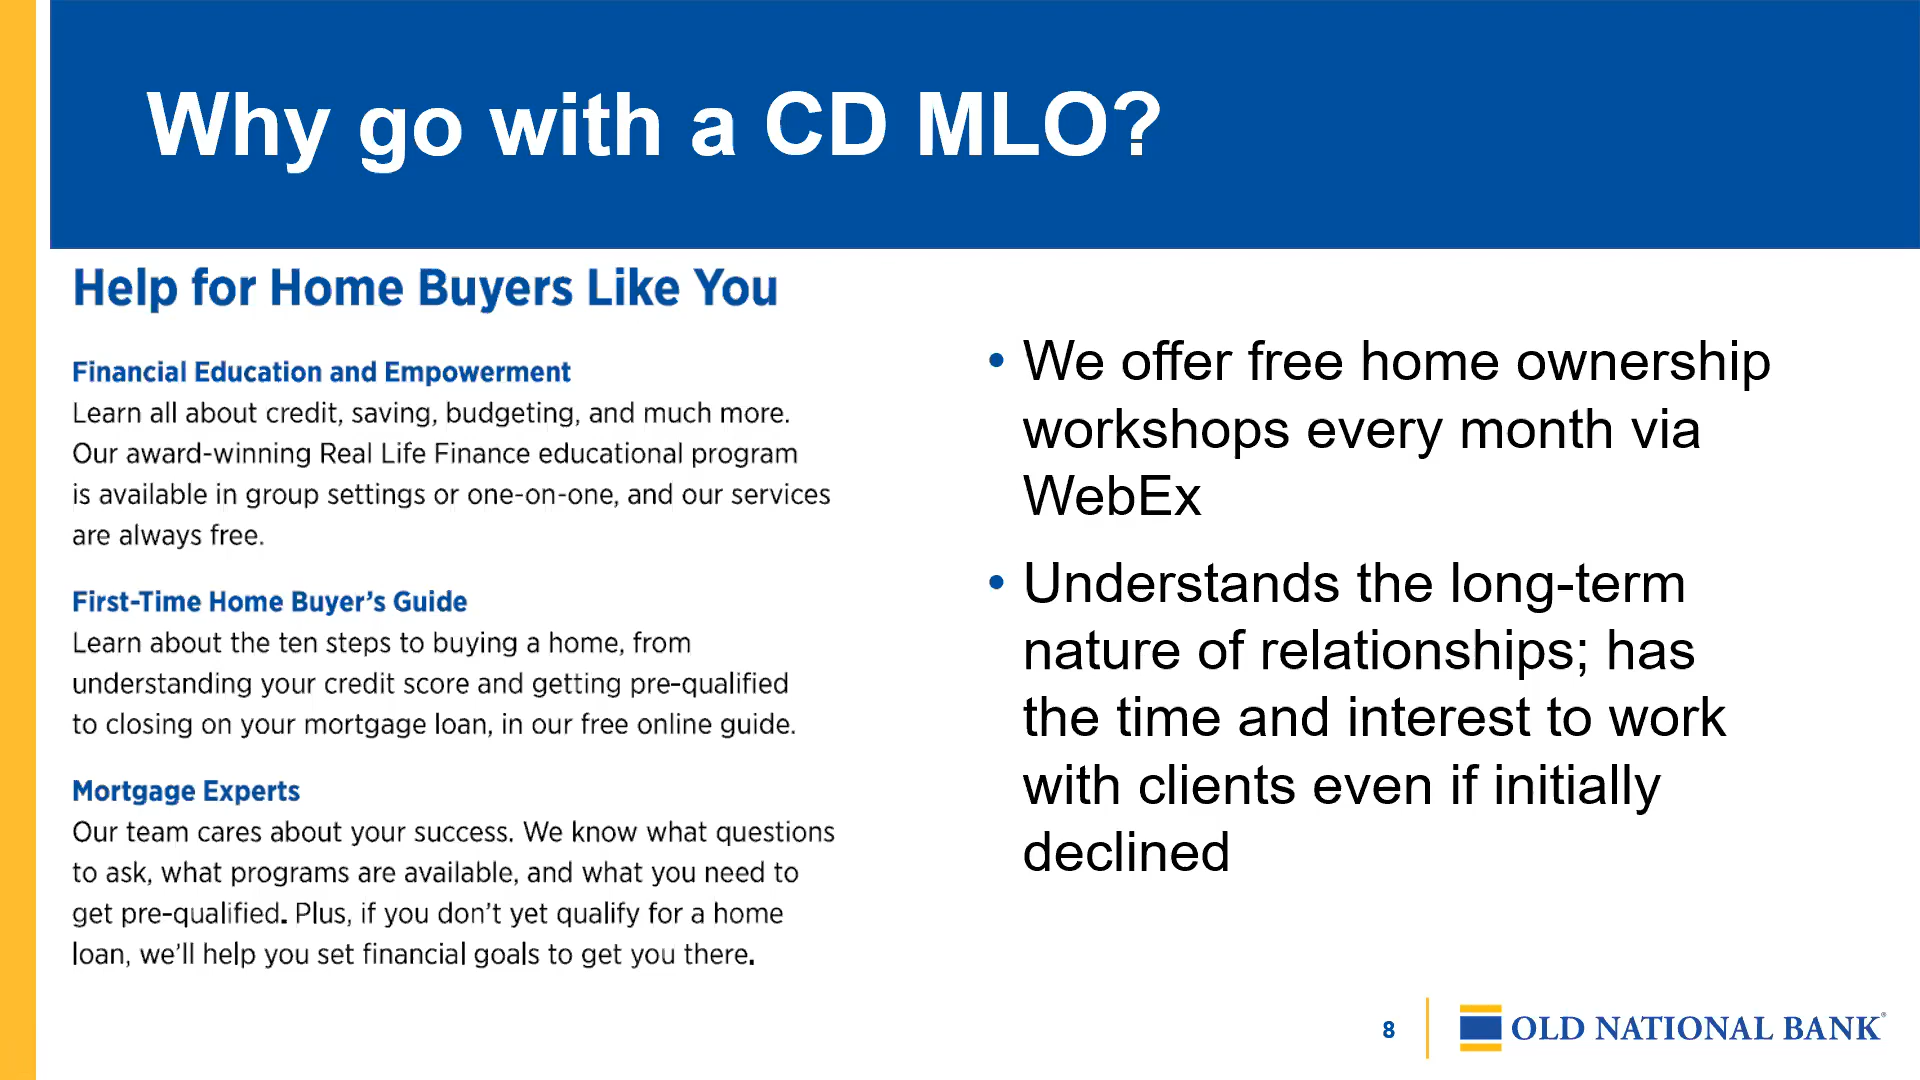 Why go with a CD MLO?
Help for Home Buyers Like You
Financial Education and Empowerment
Learn all about credit, saving, budgeting, and much more.
Our award-winning Real Life Finance educational program
is available in group settings or one-on-one, and our services
are always free.
First-Time Home Buyer’s Guide
Learn about the ten steps to buying a home, from
understanding your credit score and getting pre-qualified
to closing on your mortgage loan, in our free online guide.
Mortgage Experts
Our team cares about your success. We know what questions
to ask, what programs are available, and what you need to
get pre-qualified. Plus, if you don’t yet qualify for a home
loan, we’ll help you set financial goals to get you there.
• We offer free home ownership
workshops every month via
WebEx
• Understands the long-term
nature of relationships; has
the time and interest to work
with clients even if initially
declined
8
OLD NATIONAL BANK®